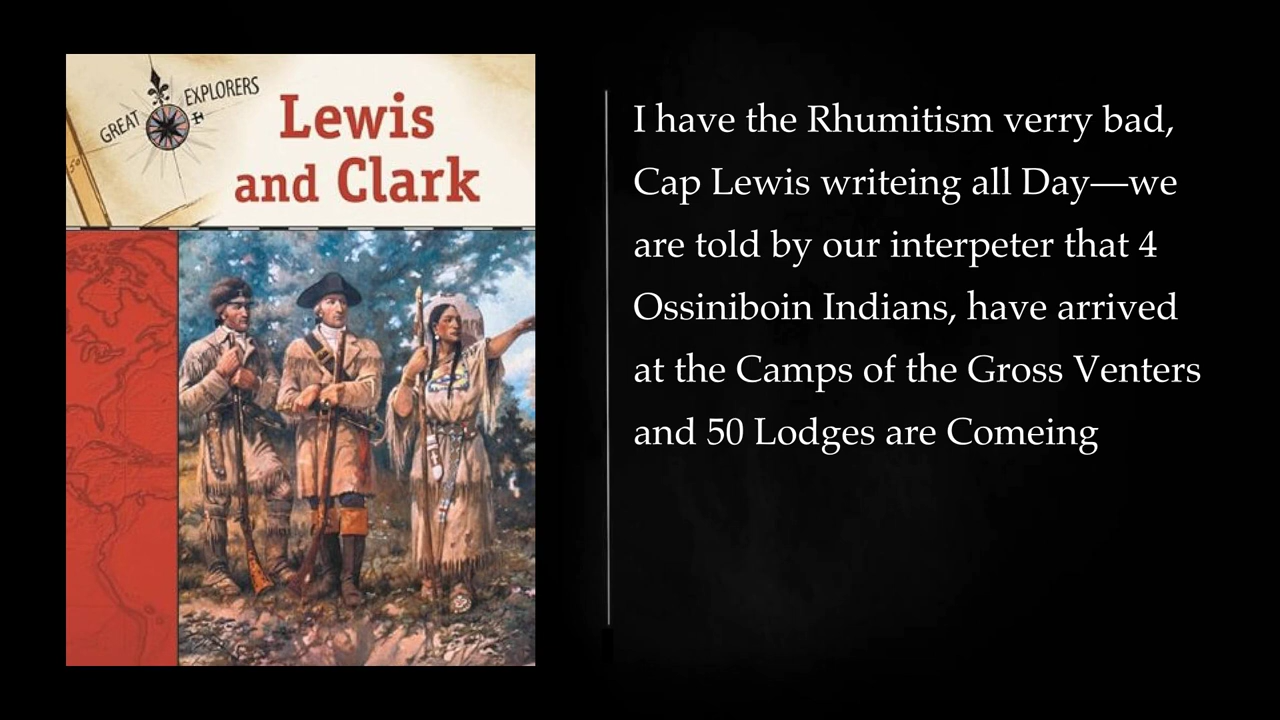 GREAT EXPLORERS
Lewis
and Clark
I have the Rhumitism verry bad,
Cap Lewis writeing all Day—we
are told by our interpeter that 4
Ossiniboin Indians, have arrived
at the Camps of the Gross Venters
and 50 Lodges are Comeing